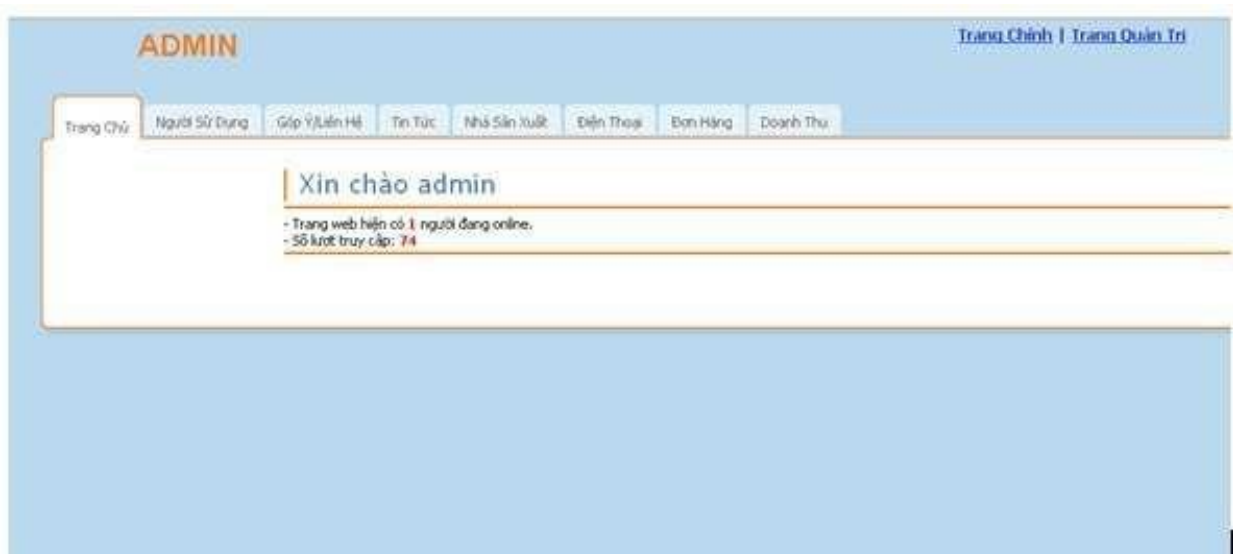 ADMIN
Trang Chính | Trang Quản Trị
Trang Chủ Người Sử Dụng Góp Ý/Liên Hệ Tin Tức Nhà Sản Xuất Điện Thoại Đơn Hàng Doanh Thu
Xin chào admin
- Trang web hiện có 1 người đang online.
- Số lượt truy cập: 74